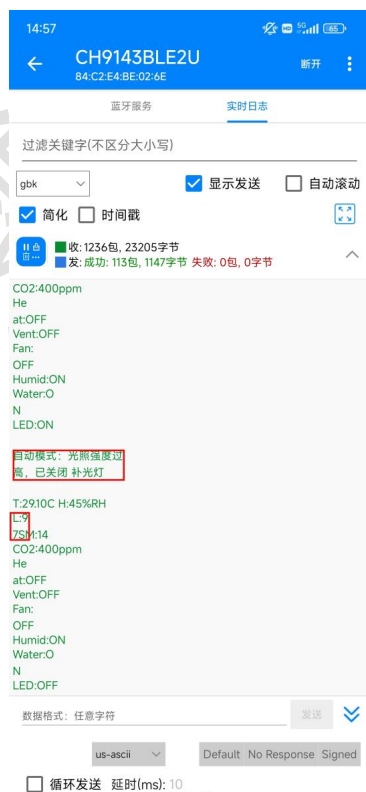 14:57
5G 65
CH9143BLE2U
84:C2:E4:BE:02:6E
断开
蓝牙服务 实时日志
过滤关键字(不区分大小写)
gbk 显示发送 自动滚动
简化 时间戳
收: 1236包, 23205字节
发: 成功: 113包, 1147字节 失败: 0包, 0字节
CO2:400ppm
He
at:OFF
Vent:OFF
Fan:
OFF
Humid:ON
Water:O
N
LED:ON
自动模式：光照强度过
高，已关闭 补光灯
T:29.10C H:45%RH
L:9
7SM:14
CO2:400ppm
He
at:OFF
Vent:OFF
Fan:
OFF
Humid:ON
Water:O
N
LED:OFF
数据格式: 任意字符 发送
us-ascii Default No Response Signed
循环发送 延时(ms): 10